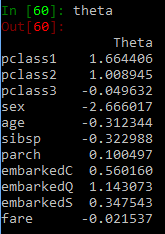 In [60]: theta
Out[60]:
Theta
pclass1 1.664406
pclass2 1.008945
pclass3 -0.049632
sex -2.666017
age -0.312344
sibsp -0.322988
parch 0.100497
embarkedC 0.560160
embarkedQ 1.143073
embarkedS 0.347543
fare -0.021537